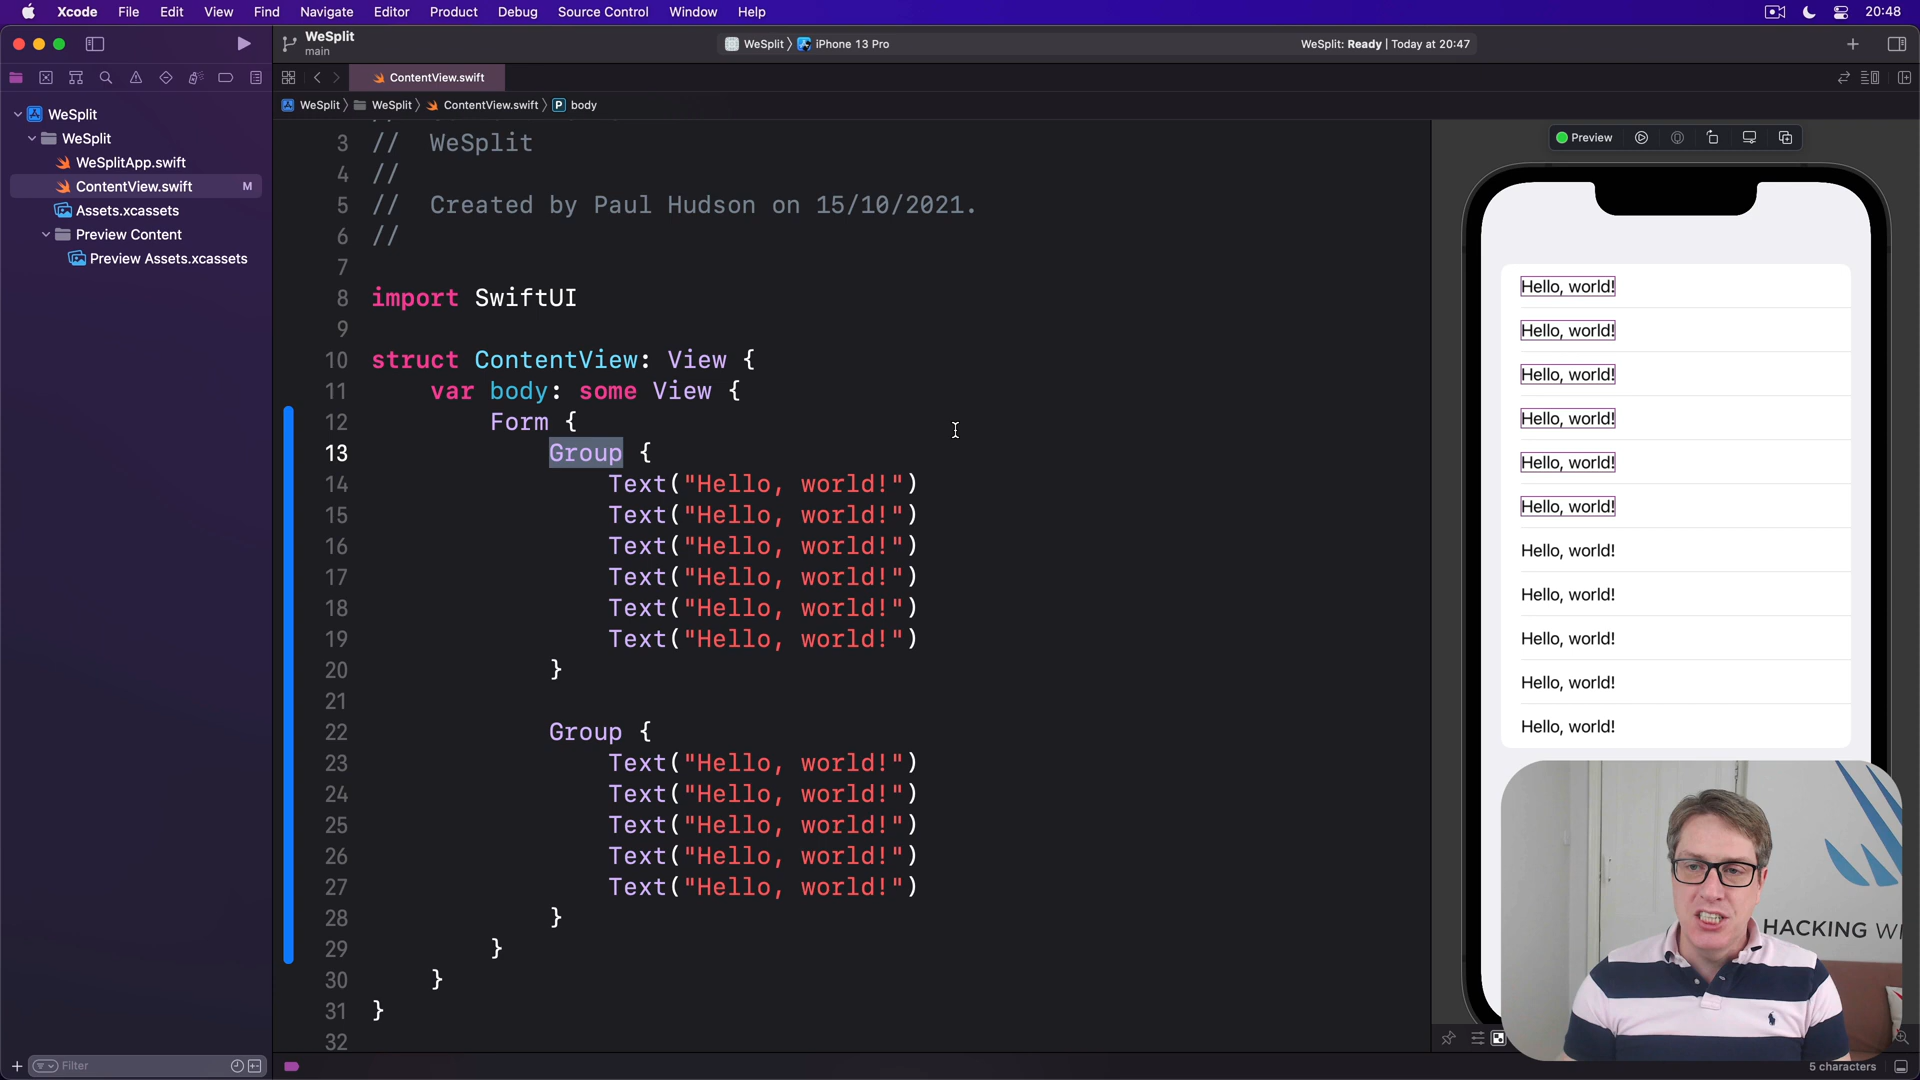 Xcode File Edit View Find Navigate Editor Product Debug Source Control Window Help 20:48
WeSplit
main
WeSplit iPhone 13 Pro
WeSplit: Ready | Today at 20:47
ContentView.swift
WeSplit WeSplit ContentView.swift P body
WeSplit
WeSplit
WeSplitApp.swift
ContentView.swift M
Assets.xcassets
Preview Content
Preview Assets.xcassets
Filter
3 // WeSplit
4 //
5 // Created by Paul Hudson on 15/10/2021.
6 //
7
8 import SwiftUI
9
10 struct ContentView: View {
11 var body: some View {
12 Form {
13 Group {
14 Text("Hello, world!")
15 Text("Hello, world!")
16 Text("Hello, world!")
17 Text("Hello, world!")
18 Text("Hello, world!")
19 Text("Hello, world!")
20 }
21
22 Group {
23 Text("Hello, world!")
24 Text("Hello, world!")
25 Text("Hello, world!")
26 Text("Hello, world!")
27 Text("Hello, world!")
28 }
29 }
30 }
31 }
32
Preview
Hello, world!
Hello, world!
Hello, world!
Hello, world!
Hello, world!
Hello, world!
Hello, world!
Hello, world!
Hello, world!
Hello, world!
Hello, world!
HACKING WI
5 characters